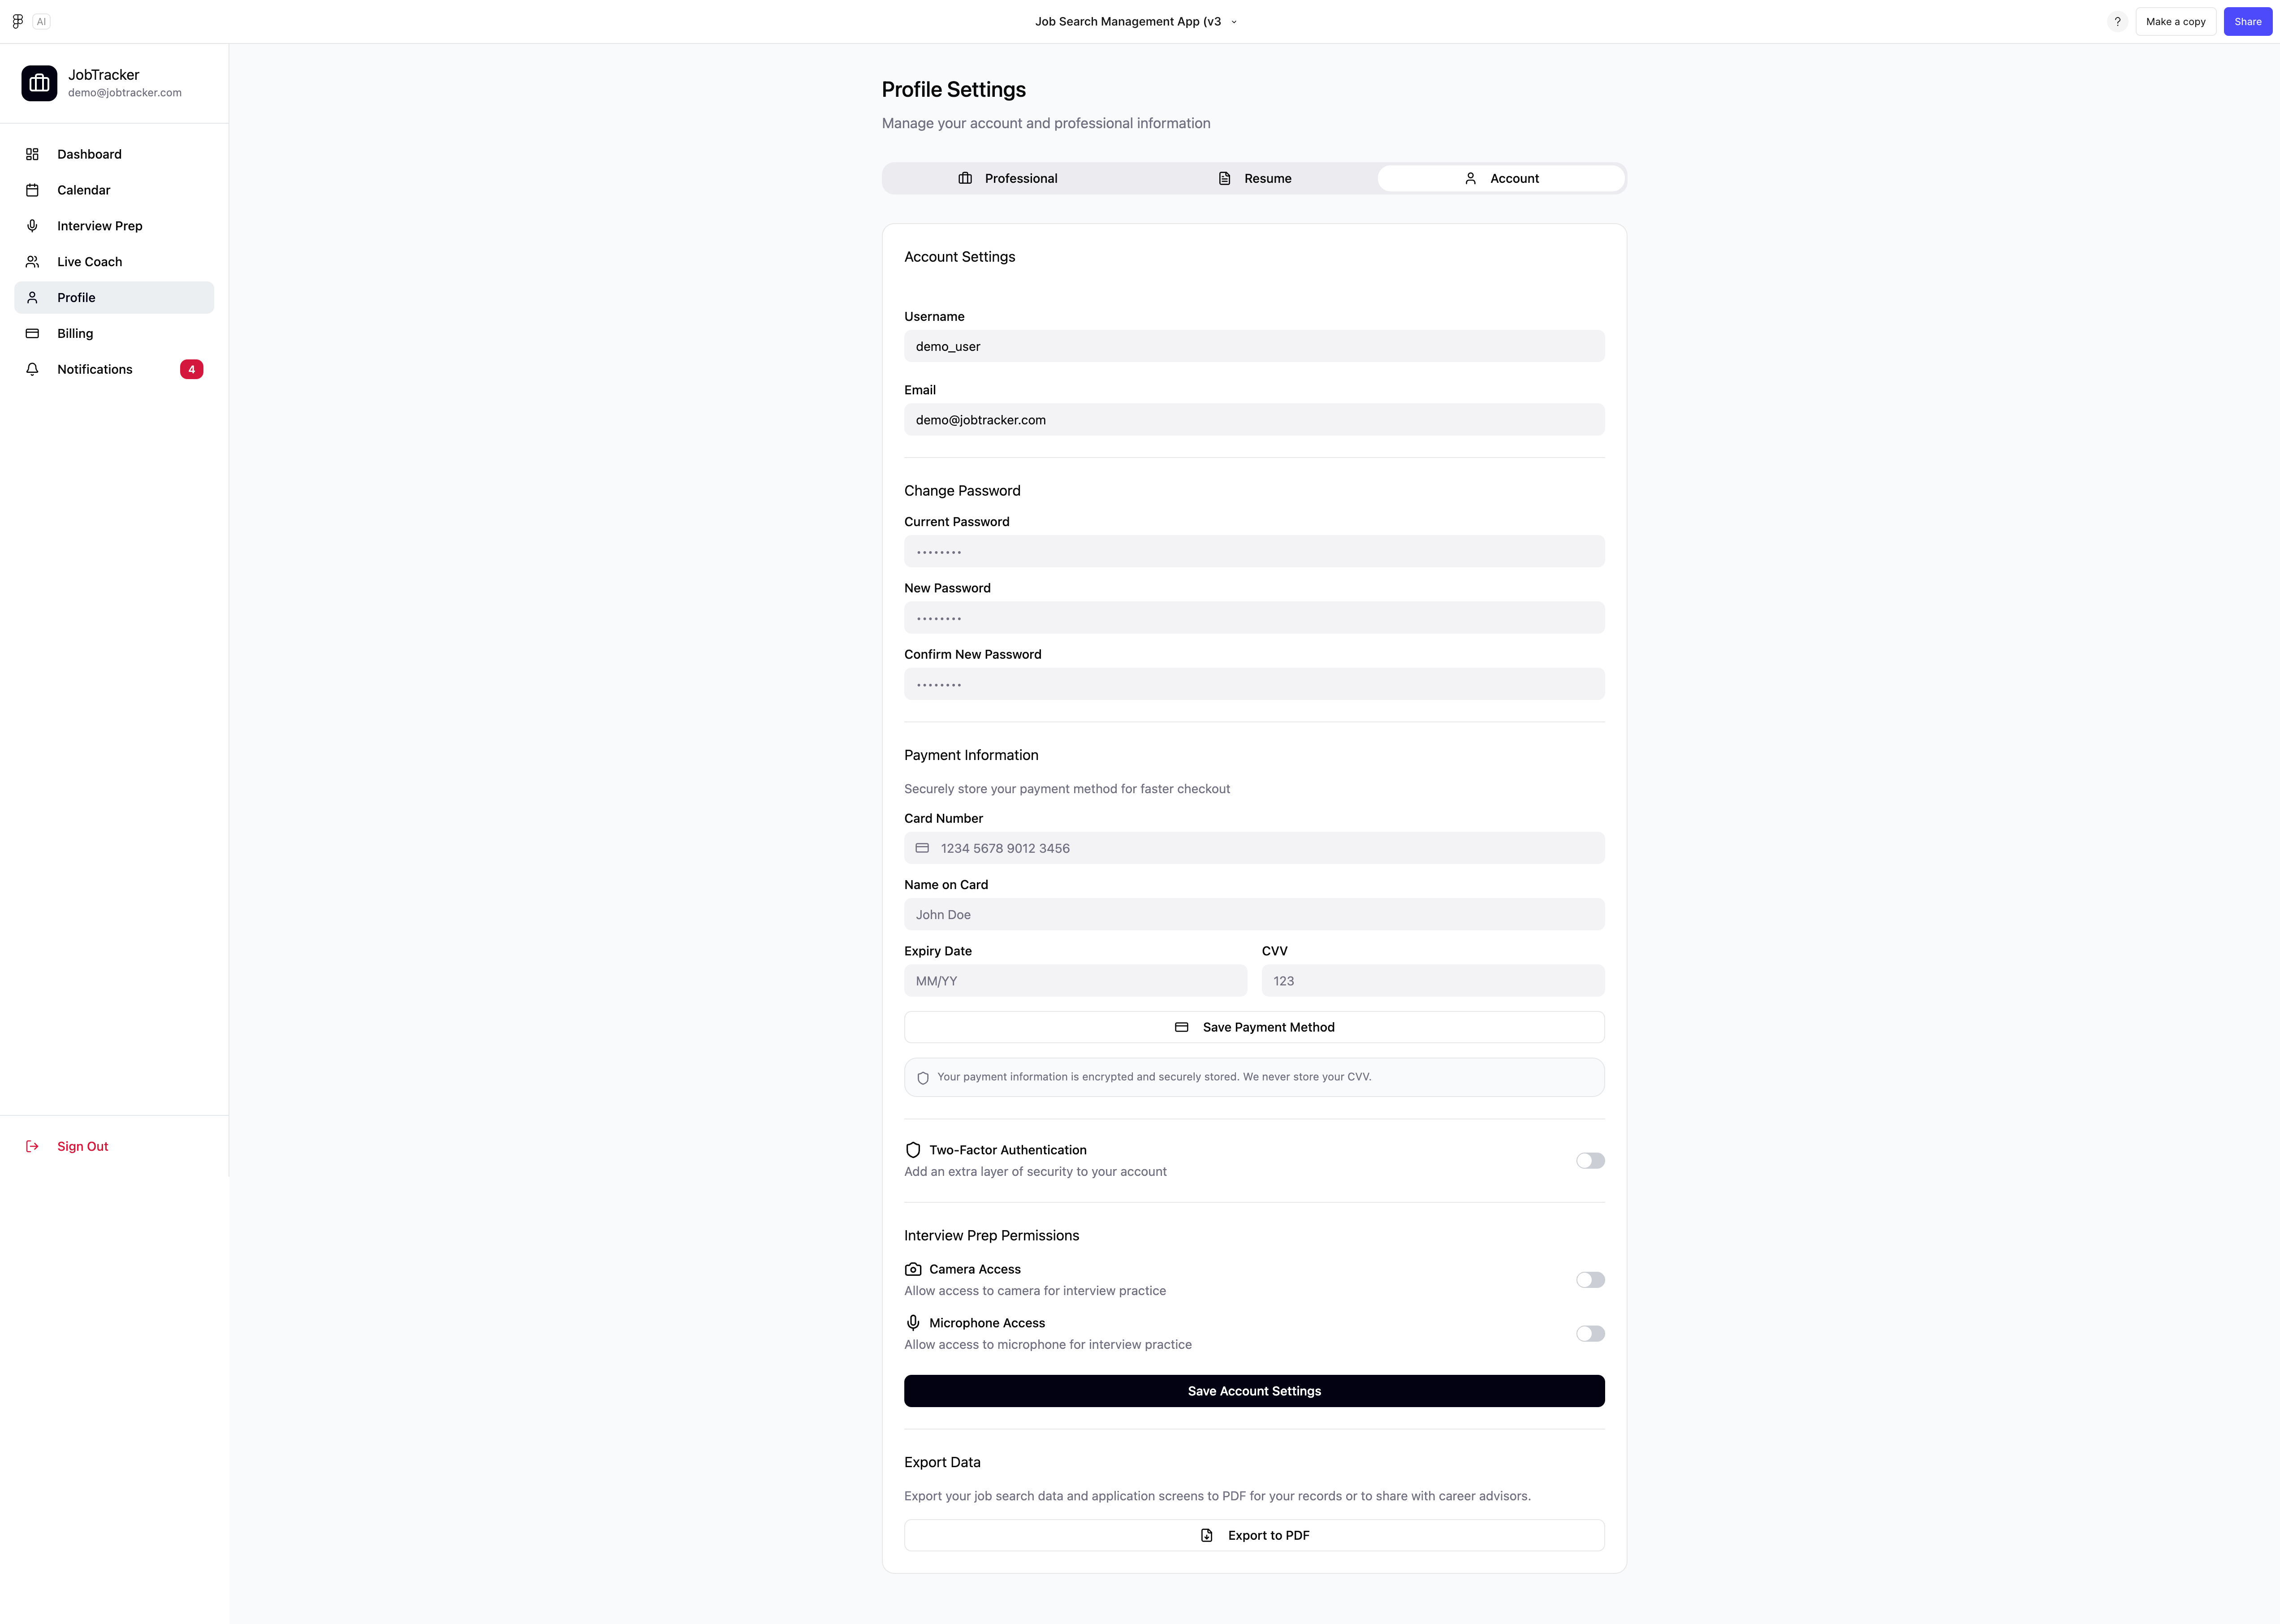 AI
Job Search Management App (v3
?
Make a copy
Share
JobTracker
demo@jobtracker.com
Dashboard
Calendar
Interview Prep
Live Coach
Profile
Billing
Notifications
4
Sign Out
Profile Settings
Manage your account and professional information
Professional
Resume
Account
Account Settings
Username
demo_user
Email
demo@jobtracker.com
Change Password
Current Password
••••••••
New Password
••••••••
Confirm New Password
••••••••
Payment Information
Securely store your payment method for faster checkout
Card Number
1234 5678 9012 3456
Name on Card
John Doe
Expiry Date
CVV
MM/YY
123
Save Payment Method
Your payment information is encrypted and securely stored. We never store your CVV.
Two-Factor Authentication
Add an extra layer of security to your account
Interview Prep Permissions
Camera Access
Allow access to camera for interview practice
Microphone Access
Allow access to microphone for interview practice
Save Account Settings
Export Data
Export your job search data and application screens to PDF for your records or to share with career advisors.
Export to PDF